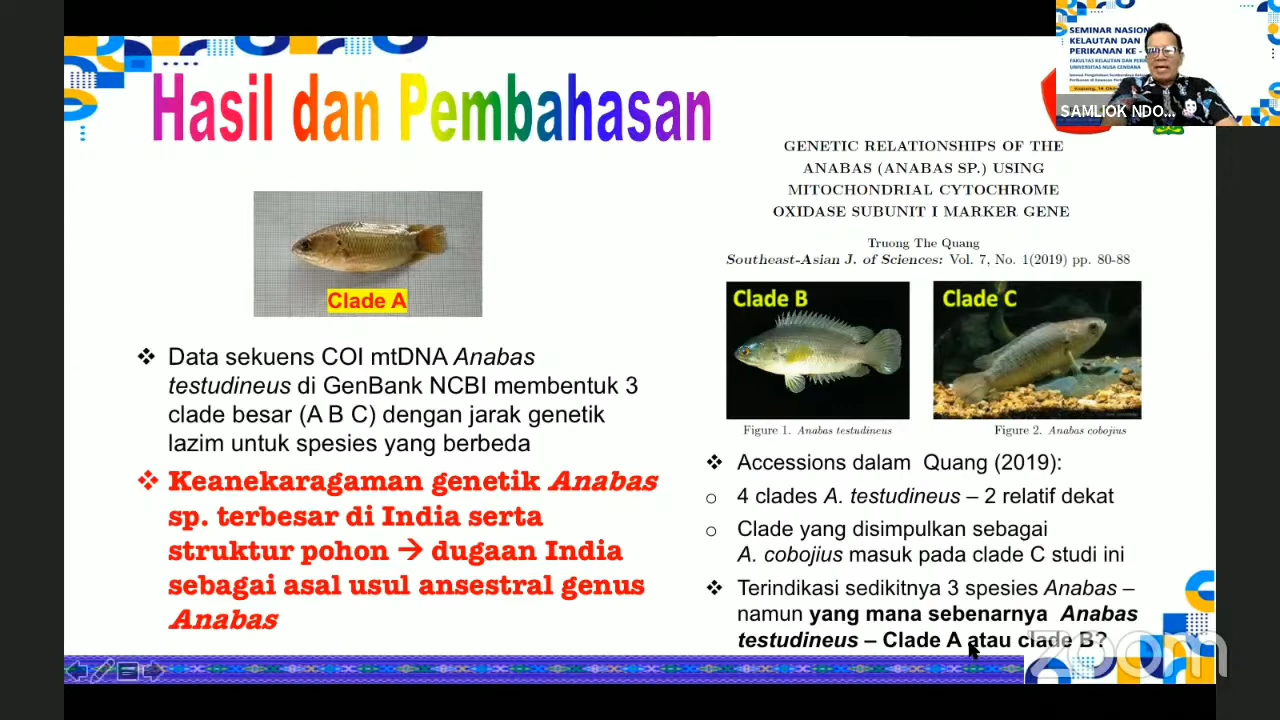 Hasil dan Pembahasan
Clade A
❖ Data sekuens COI mtDNA Anabas
testudineus di GenBank NCBI membentuk 3
clade besar (A B C) dengan jarak genetik
lazim untuk spesies yang berbeda
❖ Keanekaragaman genetik Anabas
sp. terbesar di India serta
struktur pohon → dugaan India
sebagai asal usul ansestral genus
Anabas
SEMINAR NASION
KELAUTAN DAN
PERIKANAN KE -
FAKULTAS KELAUTAN DAN
UNIVERSITAS NUSA CENDANA
SAMLIOK NDO...
GENETIC RELATIONSHIPS OF THE
ANABAS (ANABAS SP.) USING
MITOCHONDRIAL CYTOCHROME
OXIDASE SUBUNIT I MARKER GENE
Truong The Quang
Southeast-Asian J. of Sciences: Vol. 7, No. 1(2019) pp. 80-88
Clade B
Clade C
Figure 1. Anabas testudineus
Figure 2. Anabas cobojius
❖ Accessions dalam Quang (2019):
o 4 clades A. testudineus – 2 relatif dekat
o Clade yang disimpulkan sebagai
A. cobojius masuk pada clade C studi ini
❖ Terindikasi sedikitnya 3 spesies Anabas –
namun yang mana sebenarnya Anabas
testudineus – Clade A atau clade B?
zoom